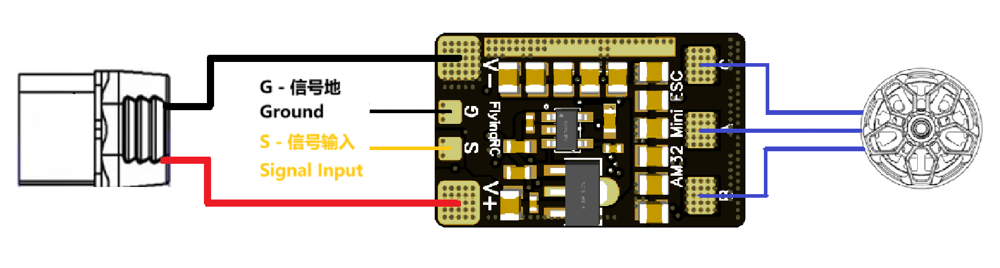 G - 信号地
Ground
S - 信号输入
Signal Input
V-
G
S
V+
FlyingRC
AM32 Mini ESC
C
A
B